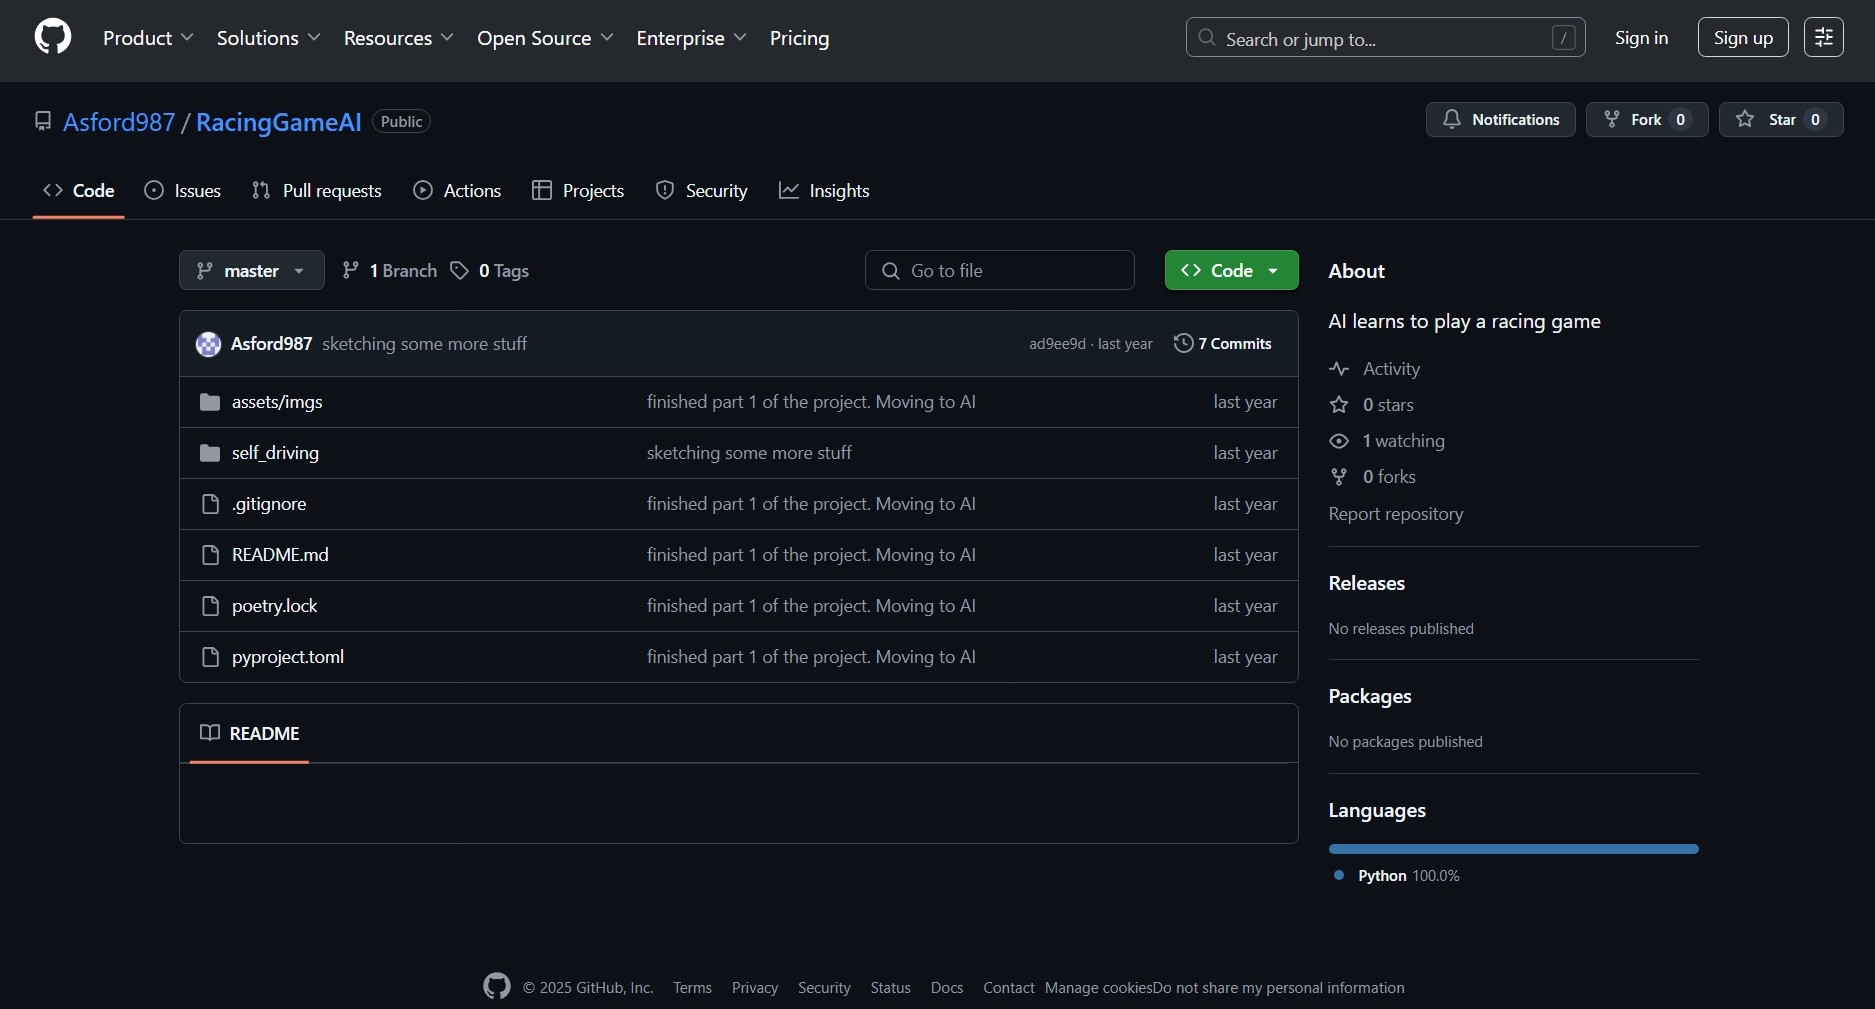 Product Solutions Resources Open Source Enterprise Pricing Search or jump to... / Sign in Sign up
Asford987 / RacingGameAI Public Notifications Fork 0 Star 0
Code Issues Pull requests Actions Projects Security Insights
master 1 Branch 0 Tags Go to file Code
Asford987 sketching some more stuff ad9ee9d · last year 7 Commits
assets/imgs finished part 1 of the project. Moving to AI last year
self_driving sketching some more stuff last year
.gitignore finished part 1 of the project. Moving to AI last year
README.md finished part 1 of the project. Moving to AI last year
poetry.lock finished part 1 of the project. Moving to AI last year
pyproject.toml finished part 1 of the project. Moving to AI last year
README
About
AI learns to play a racing game
Activity
0 stars
1 watching
0 forks
Report repository
Releases
No releases published
Packages
No packages published
Languages
Python 100.0%
© 2025 GitHub, Inc. Terms Privacy Security Status Docs Contact Manage cookies Do not share my personal information